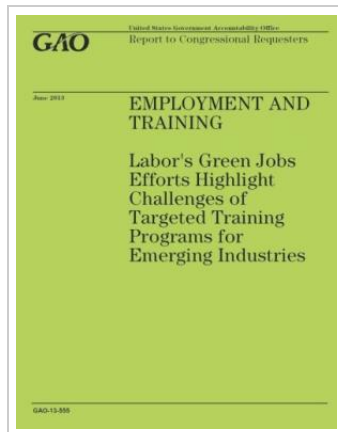 United States Government Accountability Office
GAO
Report to Congressional Requesters
June 2013
EMPLOYMENT AND
TRAINING
Labor's Green Jobs
Efforts Highlight
Challenges of
Targeted Training
Programs for
Emerging Industries
GAO-13-555